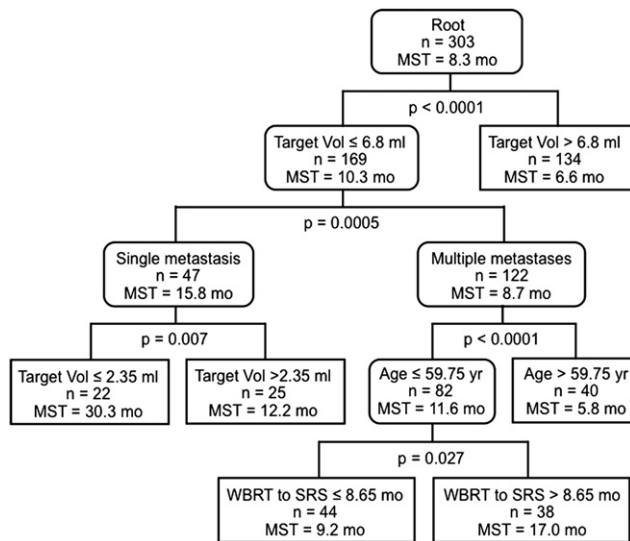 Root
n = 303
MST = 8.3 mo
p < 0.0001
Target Vol ≤ 6.8 ml
n = 169
MST = 10.3 mo
Target Vol > 6.8 ml
n = 134
MST = 6.6 mo
p = 0.0005
Single metastasis
n = 47
MST = 15.8 mo
Multiple metastases
n = 122
MST = 8.7 mo
p = 0.007
p < 0.0001
Target Vol ≤ 2.35 ml
n = 22
MST = 30.3 mo
Target Vol >2.35 ml
n = 25
MST = 12.2 mo
Age ≤ 59.75 yr
n = 82
MST = 11.6 mo
Age > 59.75 yr
n = 40
MST = 5.8 mo
p = 0.027
WBRT to SRS ≤ 8.65 mo
n = 44
MST = 9.2 mo
WBRT to SRS > 8.65 mo
n = 38
MST = 17.0 mo